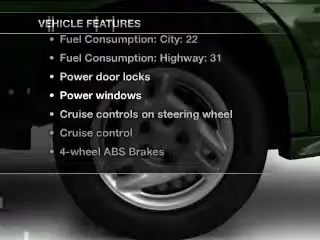 VEHICLE FEATURES
• Fuel Consumption: City: 22
• Fuel Consumption: Highway: 31
• Power door locks
• Power windows
• Cruise controls on steering wheel
• Cruise control
• 4-wheel ABS Brakes